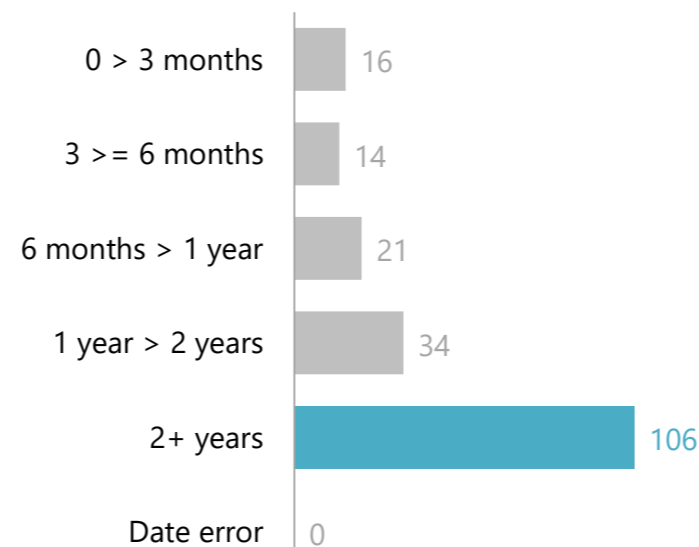 0 > 3 months 16
3 >= 6 months 14
6 months > 1 year 21
1 year > 2 years 34
2+ years 106
Date error 0